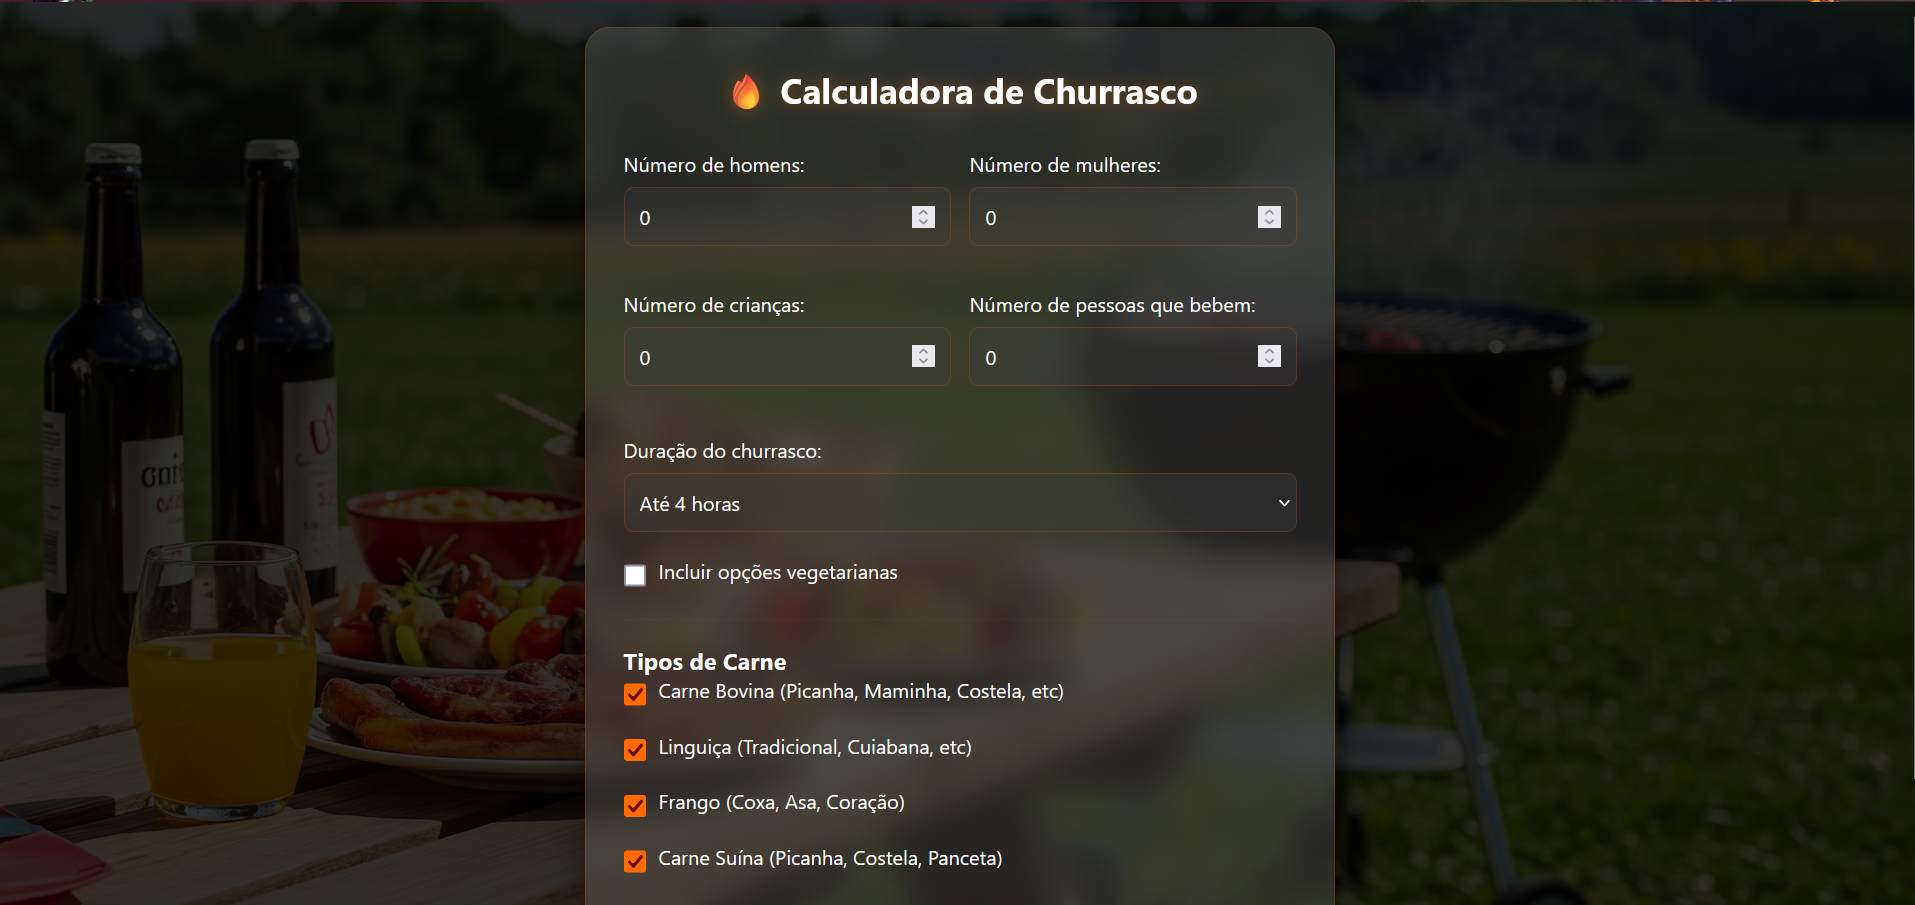 Calculadora de Churrasco
Número de homens:
Número de mulheres:
0
0
Número de crianças:
Número de pessoas que bebem:
0
0
Duração do churrasco:
Até 4 horas
Incluir opções vegetarianas
Tipos de Carne
Carne Bovina (Picanha, Maminha, Costela, etc)
Linguiça (Tradicional, Cuiabana, etc)
Frango (Coxa, Asa, Coração)
Carne Suína (Picanha, Costela, Panceta)